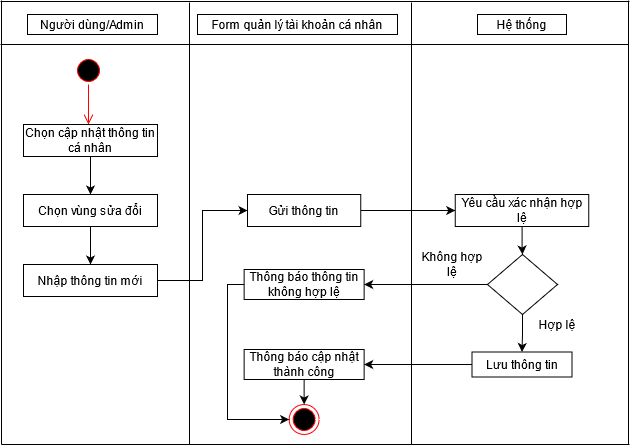 Người dùng/Admin
Form quản lý tài khoản cá nhân
Hệ thống
Chọn cập nhật thông tin
cá nhân
Chọn vùng sửa đổi
Gửi thông tin
Yêu cầu xác nhận hợp
lệ
Nhập thông tin mới
Thông báo thông tin
không hợp lệ
Không hợp
lệ
Hợp lệ
Thông báo cập nhật
thành công
Lưu thông tin